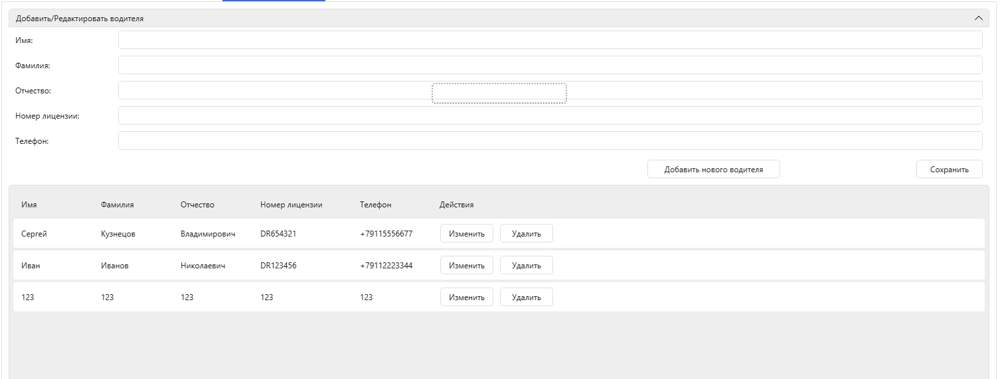 Добавить/Редактировать водителя
Имя:
Фамилия:
Отчество:
Номер лицензии:
Телефон:
Добавить нового водителя Сохранить
Имя Фамилия Отчество Номер лицензии Телефон Действия
Сергей Кузнецов Владимирович DR654321 +79115556677 Изменить Удалить
Иван Иванов Николаевич DR123456 +79112223344 Изменить Удалить
123 123 123 123 123 Изменить Удалить